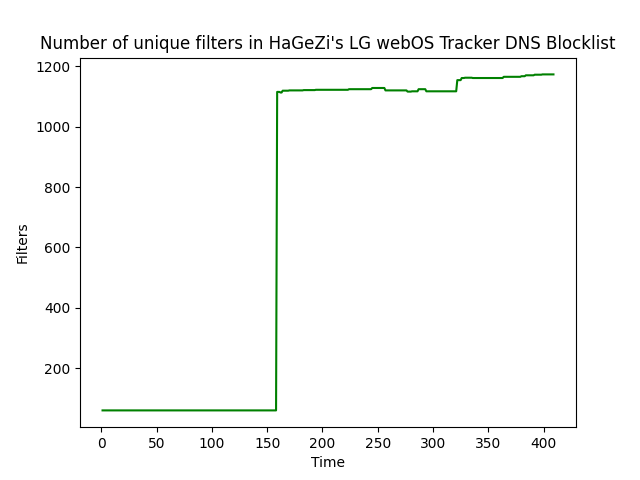 Number of unique filters in HaGeZi's LG webOS Tracker DNS Blocklist
1200
1000
800
600
400
200
Filters
0 50 100 150 200 250 300 350 400
Time